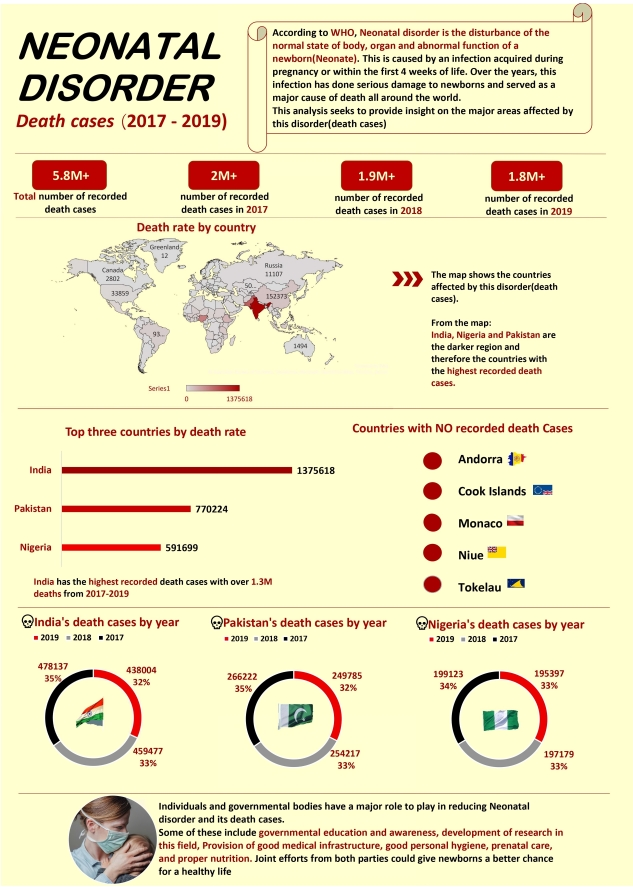 NEONATAL
DISORDER
Death cases (2017 - 2019)
According to WHO, Neonatal disorder is the disturbance of the
normal state of body, organ and abnormal function of a
newborn(Neonate). This is caused by an infection acquired during
pregnancy or within the first 4 weeks of life. Over the years, this
infection has done serious damage to newborns and served as a
major cause of death all around the world.
This analysis seeks to provide insight on the major areas affected by
this disorder(death cases)
5.8M+
Total number of recorded
death cases
2M+
number of recorded
death cases in 2017
1.9M+
number of recorded
death cases in 2018
1.8M+
number of recorded
death cases in 2019
Death rate by country
Greenland
12
Canada
2802
Russia
11107
33859
50...
152373
93...
1494
Series1
0
1375618
The map shows the countries
affected by this disorder(death
cases).
From the map:
India, Nigeria and Pakistan are
the darker region and
therefore the countries with
the highest recorded death
cases.
Top three countries by death rate
India
1375618
Pakistan
770224
Nigeria
591699
India has the highest recorded death cases with over 1.3M
deaths from 2017-2019
Countries with NO recorded death Cases
Andorra
Cook Islands
Monaco
Niue
Tokelau
India's death cases by year
2019 2018 2017
478137
35%
438004
32%
459477
33%
Pakistan's death cases by year
2019 2018 2017
266222
35%
249785
32%
254217
33%
Nigeria's death cases by year
2019 2018 2017
199123
34%
195397
33%
197179
33%
Individuals and governmental bodies have a major role to play in reducing Neonatal
disorder and its death cases.
Some of these include governmental education and awareness, development of research in
this field, Provision of good medical infrastructure, good personal hygiene, prenatal care,
and proper nutrition. Joint efforts from both parties could give newborns a better chance
for a healthy life